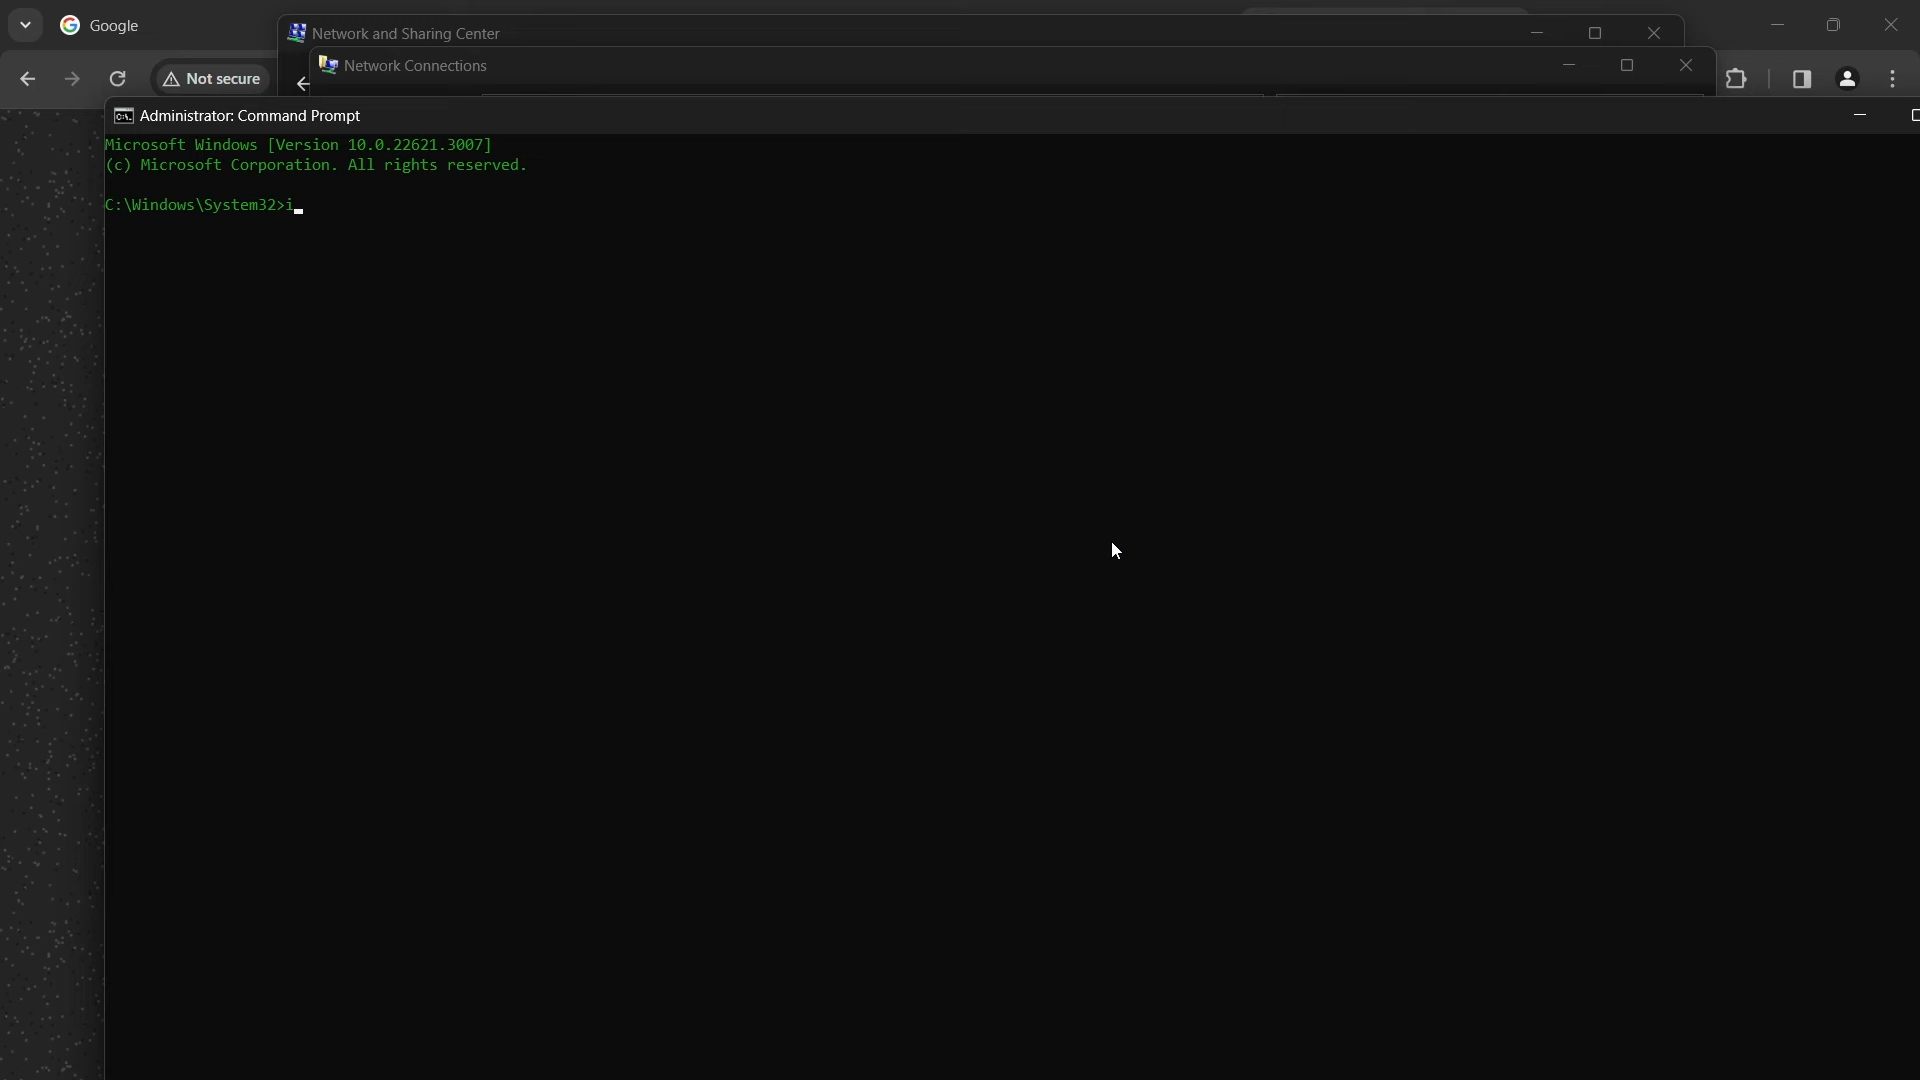 Google
Network and Sharing Center
Network Connections
Not secure
Administrator: Command Prompt
Microsoft Windows [Version 10.0.22621.3007]
(c) Microsoft Corporation. All rights reserved.
C:\Windows\System32>i